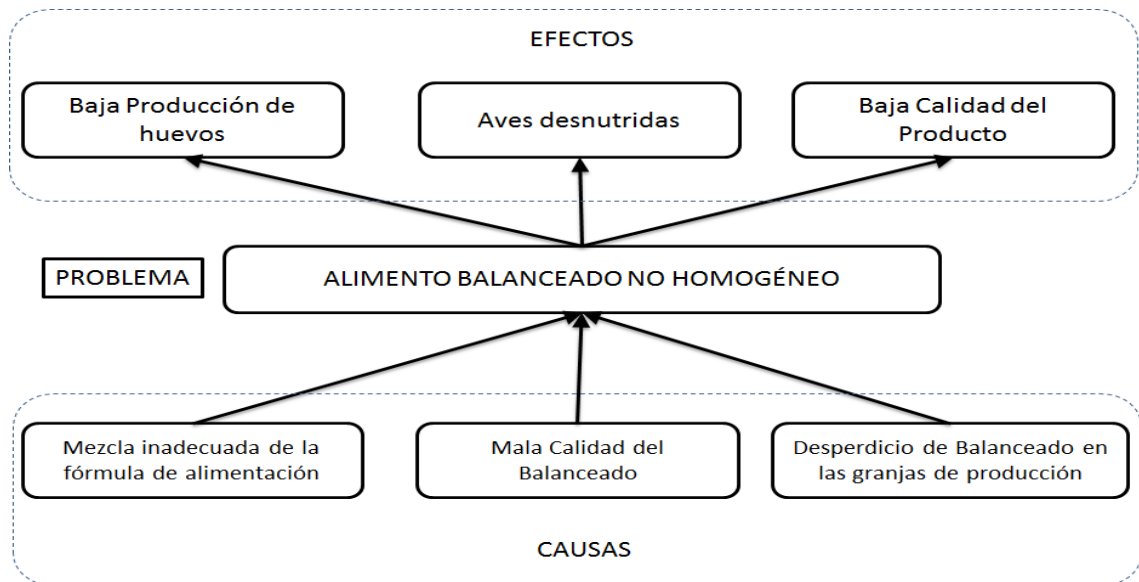 EFECTOS
Baja Producción de
huevos
Aves desnutridas
Baja Calidad del
Producto
PROBLEMA
ALIMENTO BALANCEADO NO HOMOGÉNEO
Mezcla inadecuada de la
fórmula de alimentación
Mala Calidad del
Balanceado
Desperdicio de Balanceado en
las granjas de producción
CAUSAS